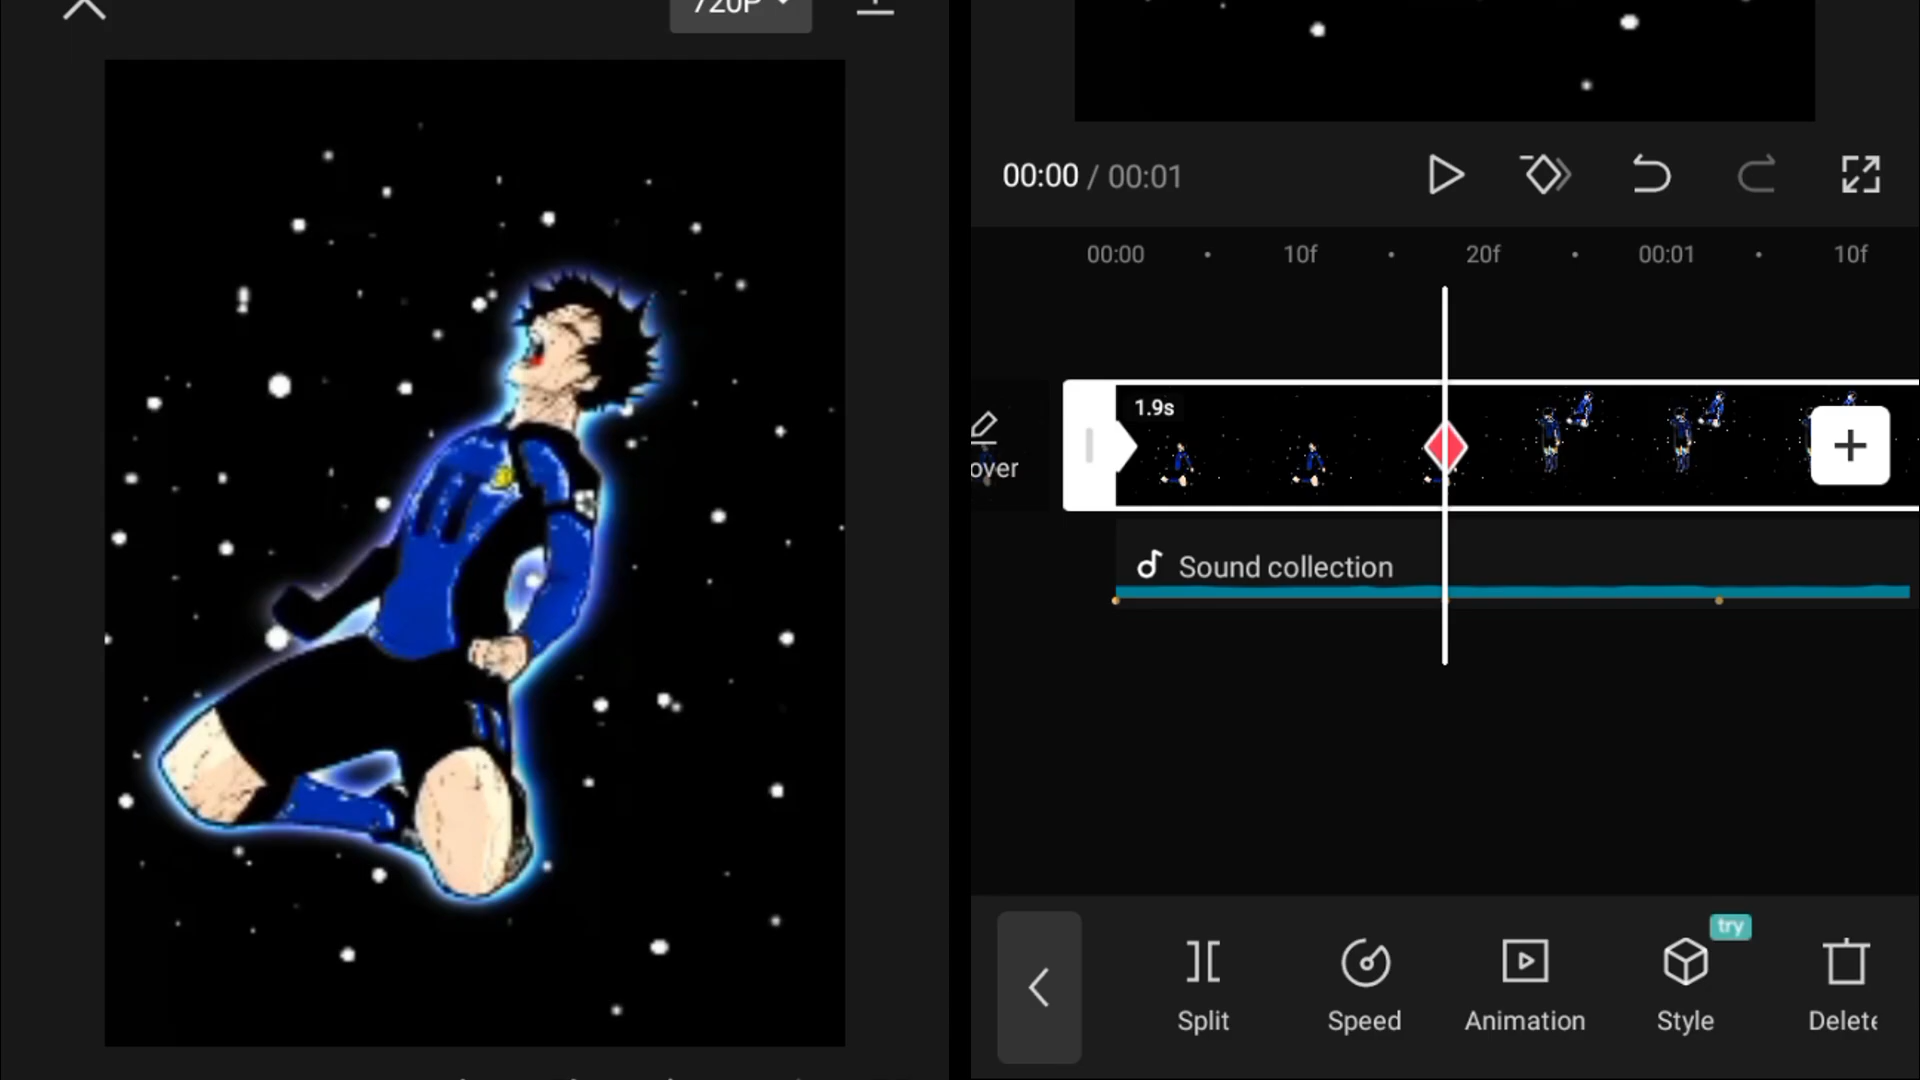 720P
00:00 / 00:01
00:00 10f 20f 00:01 10f
1.9s
over
Sound collection
try
Split Speed Animation Style Delete